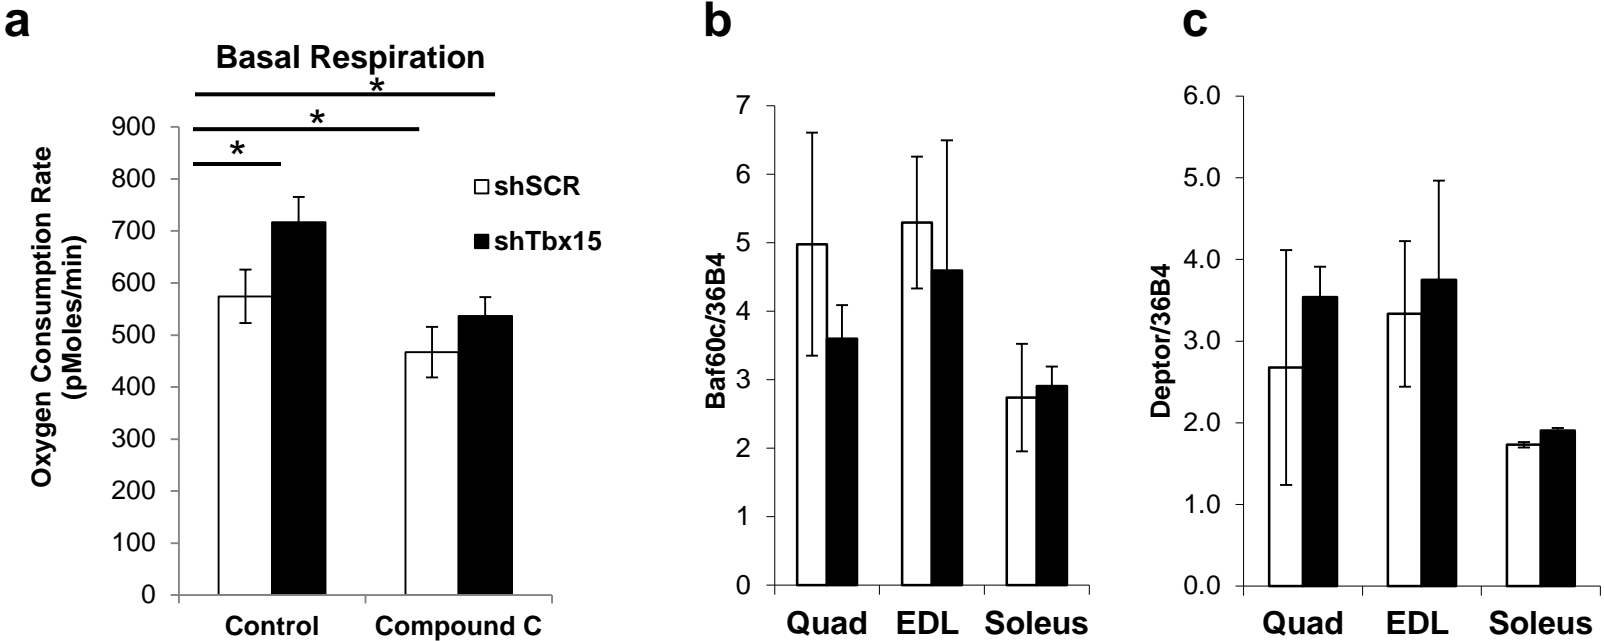 a
Basal Respiration
*
*
*
900
800
700
600
500
400
300
200
100
0
Oxygen Consumption Rate
(pMoles/min)
shSCR
shTbx15
Control
Compound C
b
7
6
5
4
3
2
1
0
Baf60c/36B4
Quad
EDL
Soleus
c
6.0
5.0
4.0
3.0
2.0
1.0
0.0
Deptor/36B4
Quad
EDL
Soleus